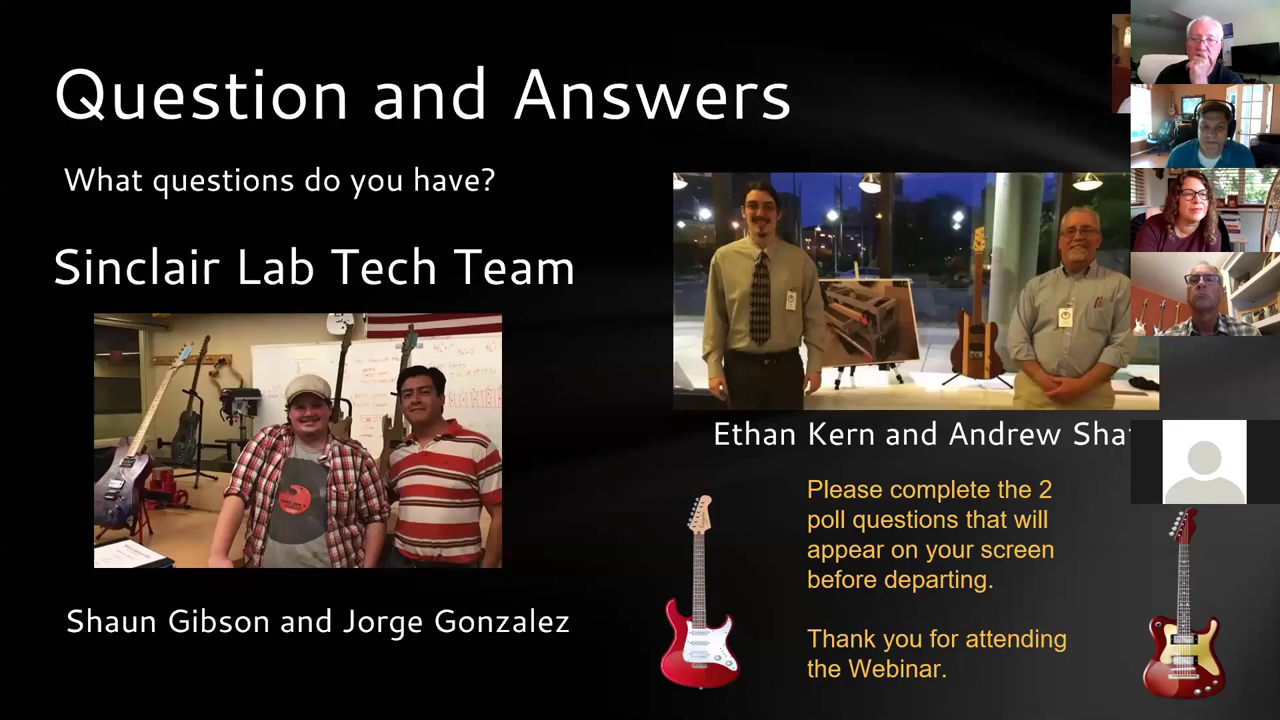 Question and Answers
What questions do you have?
Sinclair Lab Tech Team
Shaun Gibson and Jorge Gonzalez
Ethan Kern and Andrew
Please complete the 2
poll questions that will
appear on your screen
before departing.
Thank you for attending
the Webinar.